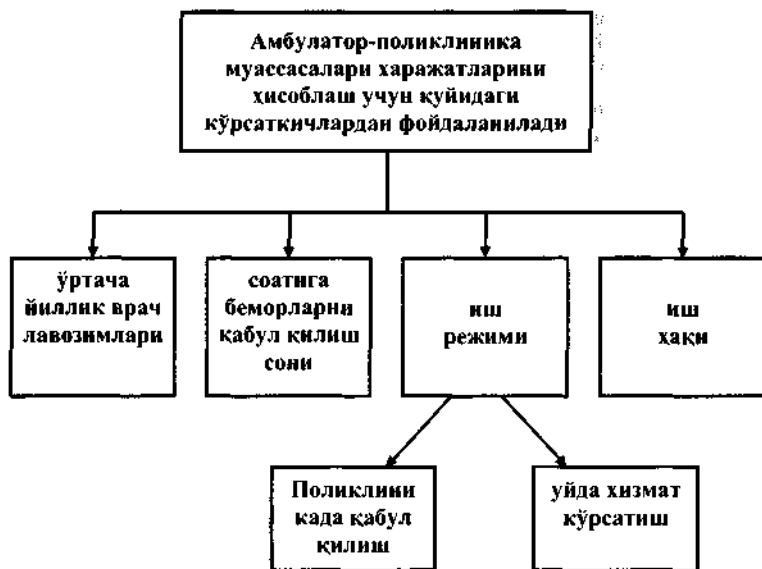 Амбулатор-поликлиника
муассасалари харажатларини
ҳисоблаш учун қуйидаги
кўрсаткичлардан фойдаланилади
ўртача
йиллик врач
лавозимлари
соатига
беморларни
қабул қилиш
сони
иш
режими
иш
ҳақи
Поликлини
када қабул
қилиш
уйда хизмат
кўрсатиш